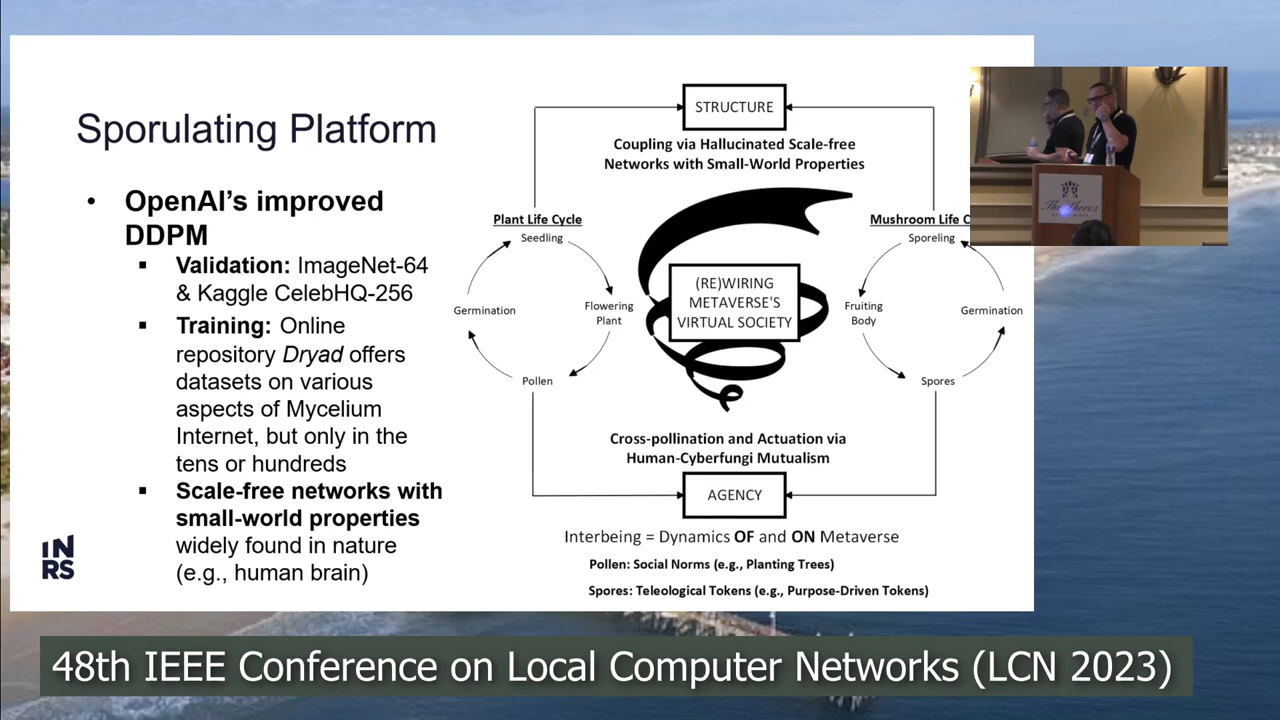 Sporulating Platform
• OpenAI's improved
DDPM
▪ Validation: ImageNet-64
& Kaggle CelebHQ-256
▪ Training: Online
repository Dryad offers
datasets on various
aspects of Mycelium
Internet, but only in the
tens or hundreds
▪ Scale-free networks with
small-world properties
widely found in nature
(e.g., human brain)
INRS
STRUCTURE
Coupling via Hallucinated Scale-free
Networks with Small-World Properties
Plant Life Cycle
Seedling
Flowering
Plant
Pollen
Germination
(RE)WIRING
METAVERSE'S
VIRTUAL SOCIETY
Mushroom Life C
Sporeling
Fruiting
Body
Spores
Germination
Cross-pollination and Actuation via
Human-Cyberfungi Mutualism
AGENCY
Interbeing = Dynamics OF and ON Metaverse
Pollen: Social Norms (e.g., Planting Trees)
Spores: Teleological Tokens (e.g., Purpose-Driven Tokens)
The Shores
48th IEEE Conference on Local Computer Networks (LCN 2023)